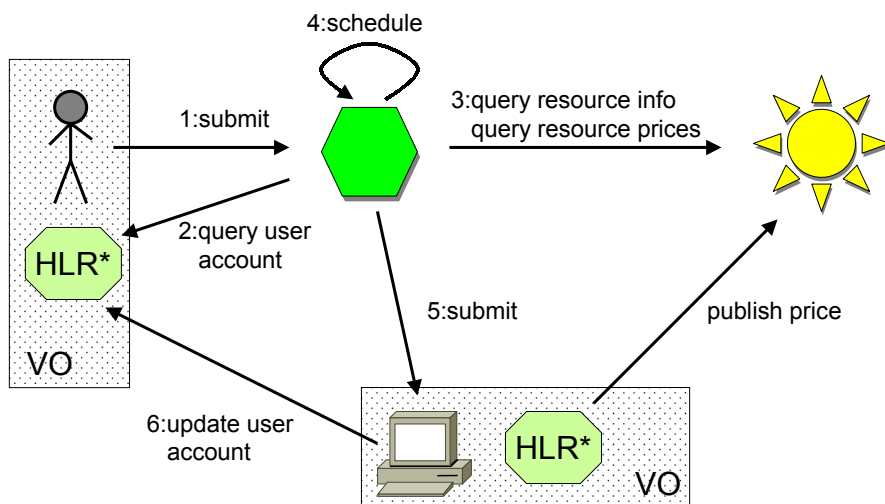 4:schedule
1:submit
3:query resource info
query resource prices
2:query user
account
HLR*
VO
5:submit
publish price
6:update user
account
HLR*
VO